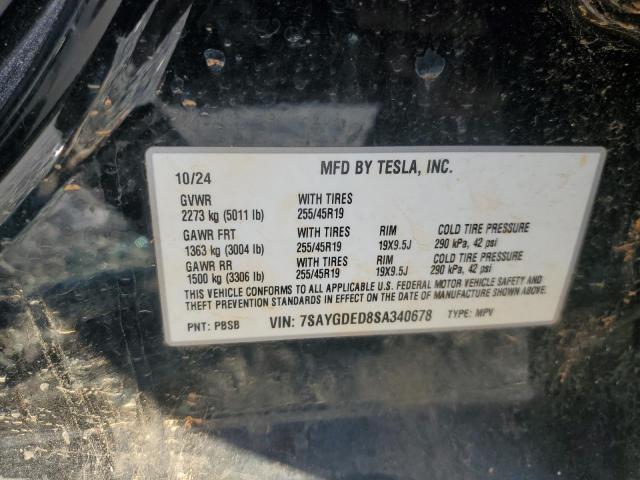 10/24 MFD BY TESLA, INC.
GVWR WITH TIRES
2273 kg (5011 lb) 255/45R19
GAWR FRT WITH TIRES RIM COLD TIRE PRESSURE
1363 kg (3004 lb) 255/45R19 19X9.5J 290 kPa, 42 psi
GAWR RR WITH TIRES RIM COLD TIRE PRESSURE
1500 kg (3306 lb) 255/45R19 19X9.5J 290 kPa, 42 psi
THIS VEHICLE CONFORMS TO ALL APPLICABLE U.S. FEDERAL MOTOR VEHICLE SAFETY AND
THEFT PREVENTION STANDARDS IN EFFECT ON THE DATE OF MANUFACTURE SHOWN ABOVE.
PNT: PBSB VIN: 7SAYGDED8SA340678 TYPE: MPV